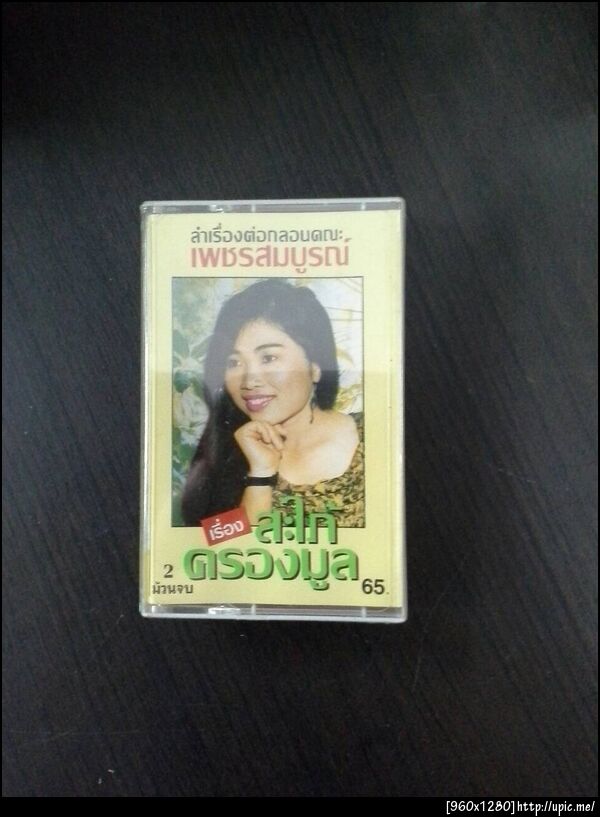 ลำเรื่องต่อกลอนคณะ
เพชรสมบูรณ์
เรื่อง
สะใภ้
ครองมูล
2
ม้วนจบ
65.
[960x1280]http://upic.me/